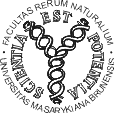 FACULTAS RERUM NATURALIUM
UNIVERSITAS MASARYKIANA BRUNENSIS
SCIENTIA
EST
POTENTIA